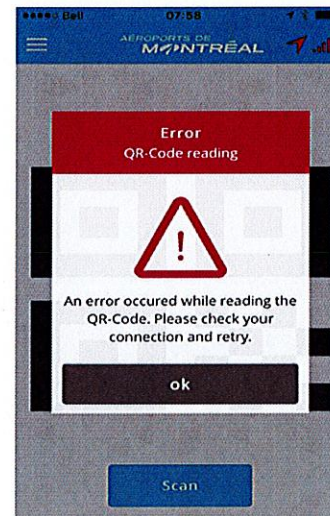 Bell 07:58
AÉROPORTS DE
MONTRÉAL
Error
QR-Code reading
!
An error occured while reading the
QR-Code. Please check your
connection and retry.
ok
Scan